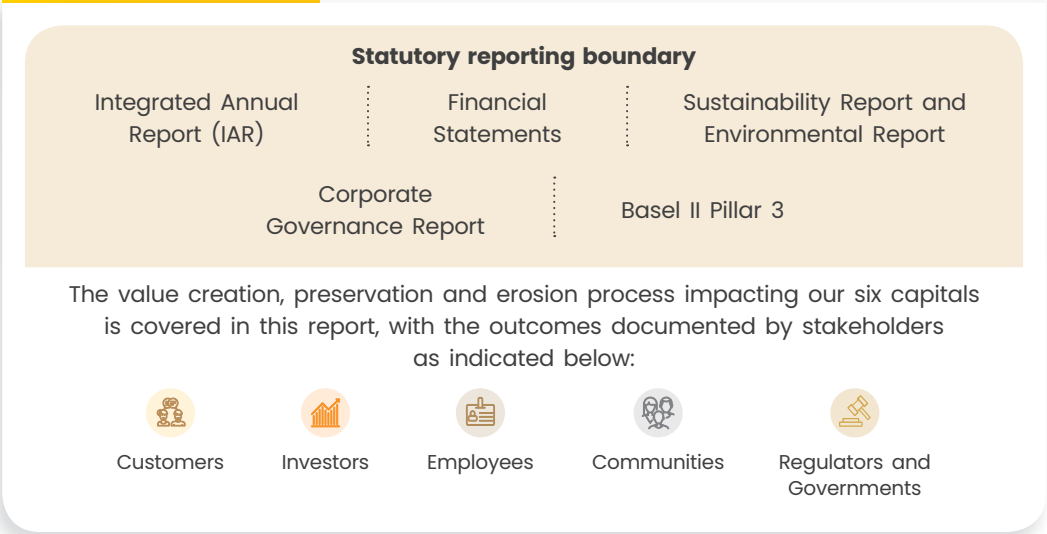 Statutory reporting boundary
Integrated Annual
Report (IAR)
Financial
Statements
Sustainability Report and
Environmental Report
Corporate
Governance Report
Basel II Pillar 3
The value creation, preservation and erosion process impacting our six capitals
is covered in this report, with the outcomes documented by stakeholders
as indicated below:
Customers
Investors
Employees
Communities
Regulators and
Governments